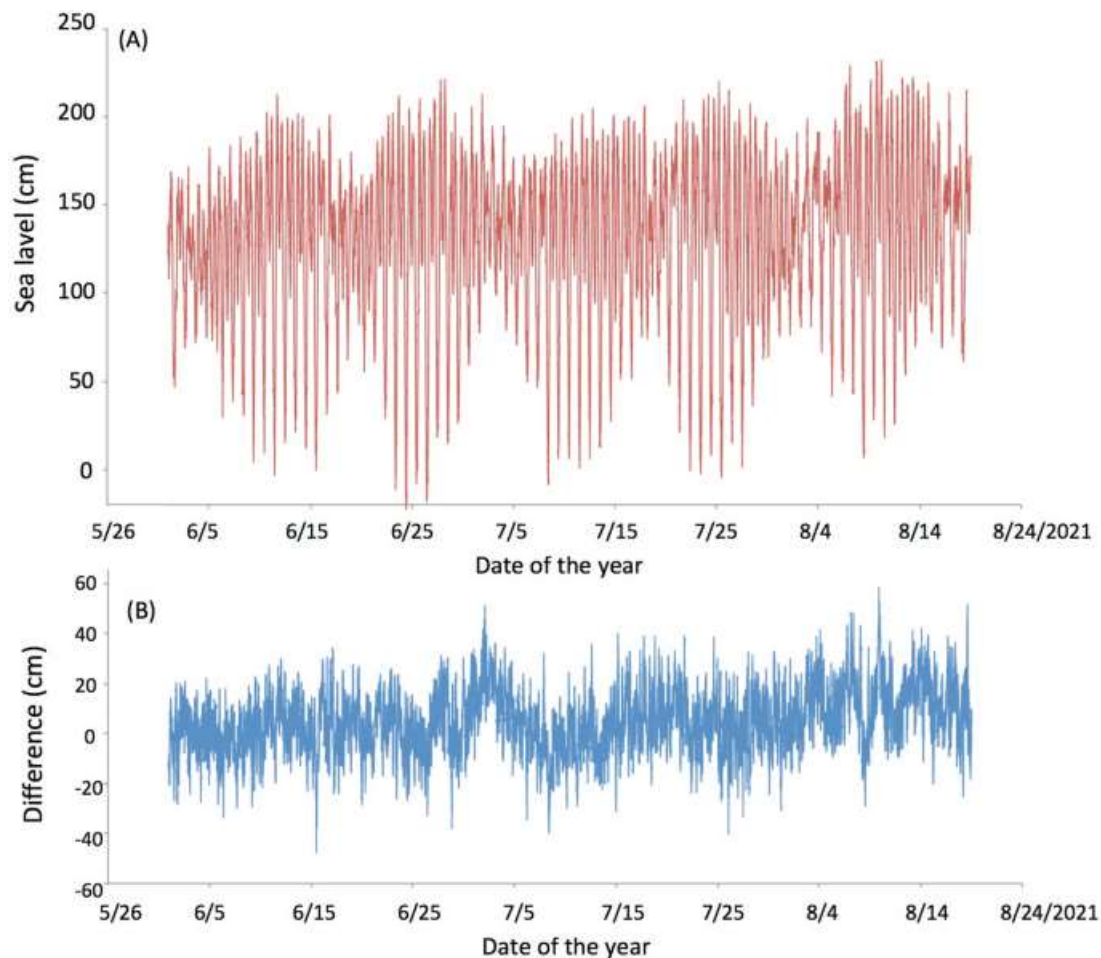 250
(A)
200
150
100
50
0
Sea lavel (cm)
5/26 6/5 6/15 6/25 7/5 7/15 7/25 8/4 8/14 8/24/2021
Date of the year
60
(B)
40
20
0
-20
-40
-60
Difference (cm)
5/26 6/5 6/15 6/25 7/5 7/15 7/25 8/4 8/14 8/24/2021
Date of the year